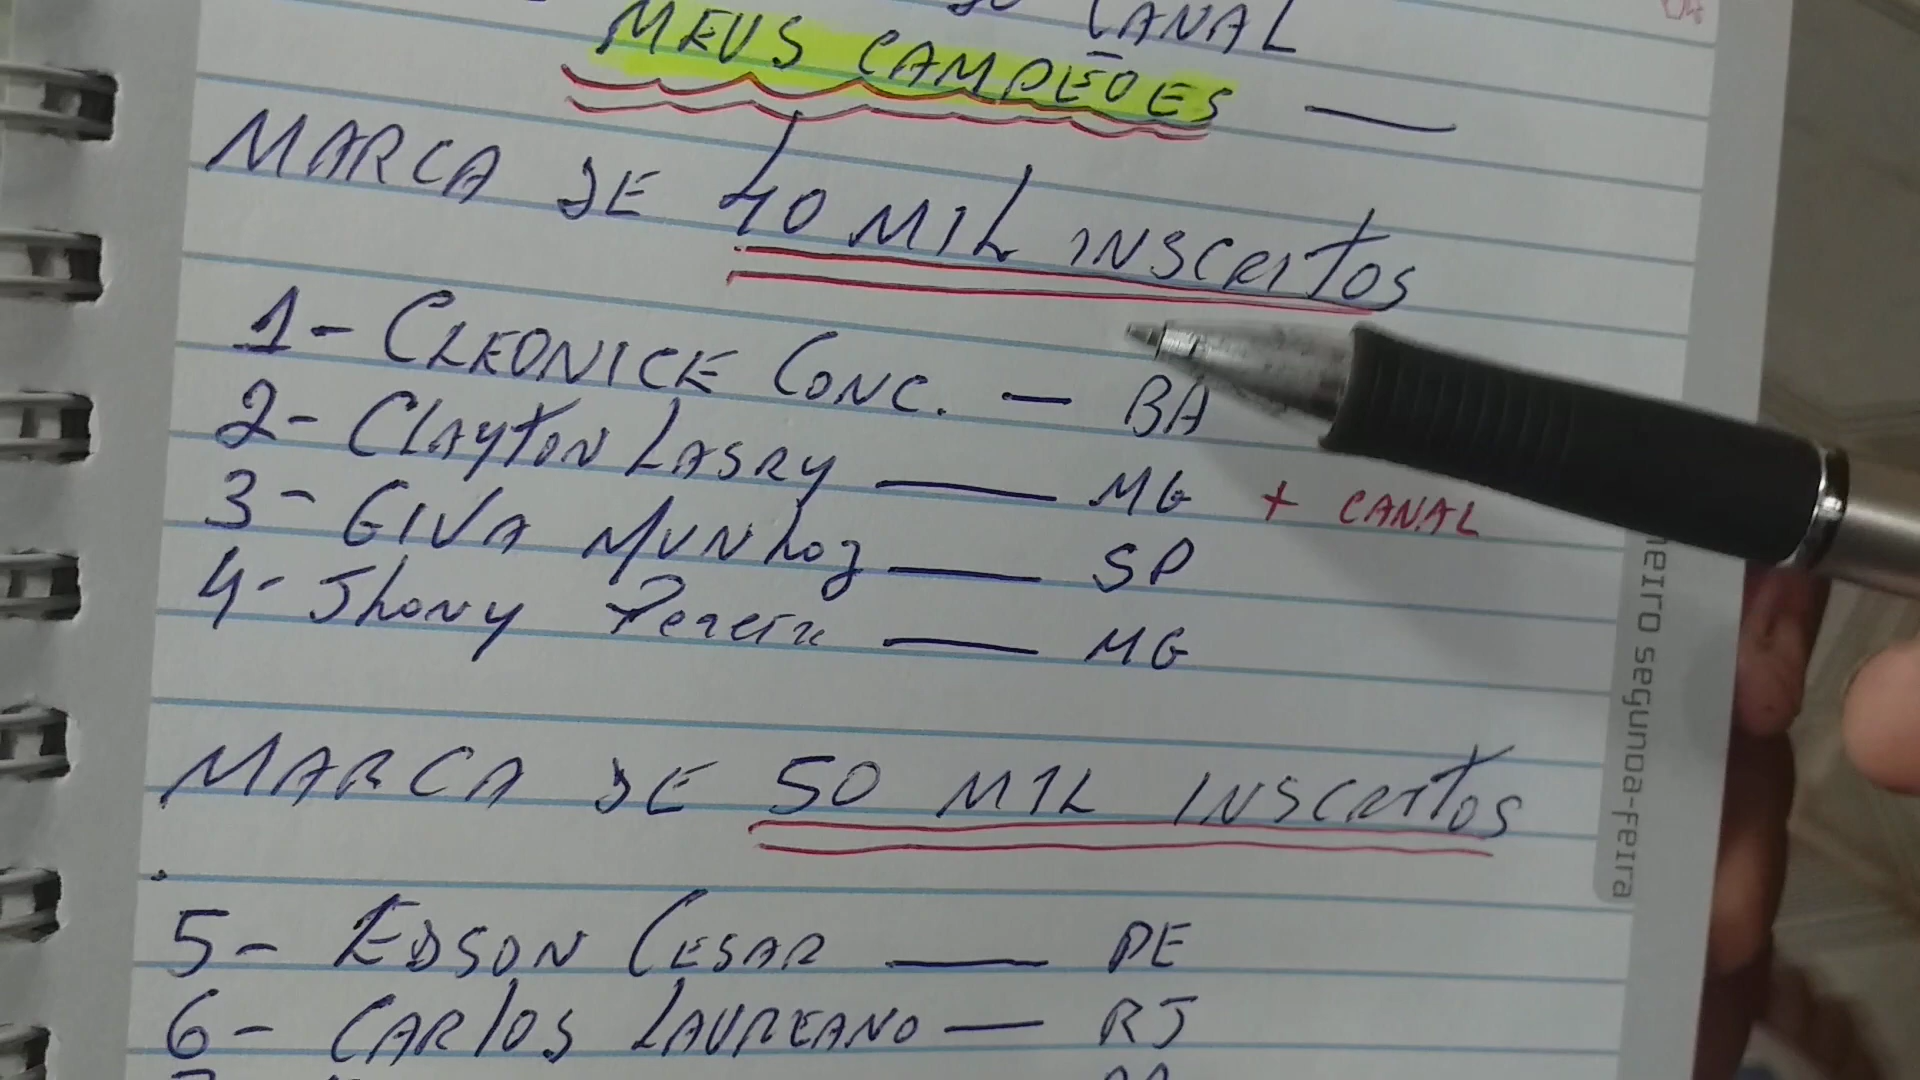 CANAL
MEUS CAMPEÕES —
MARCA DE 40 MIL INSCRITOS
1- CLEONICE CONC. — BA
2- CLAYTON LASRY — MG + CANAL
3- GIVA MUNhoz — SP
4- Jhony Pereira — MG
MARCA DE 50 MIL INSCRITOS
5- EDSON CESAR — PE
6- CARLOS LAUREANO — RJ
segunda-feira